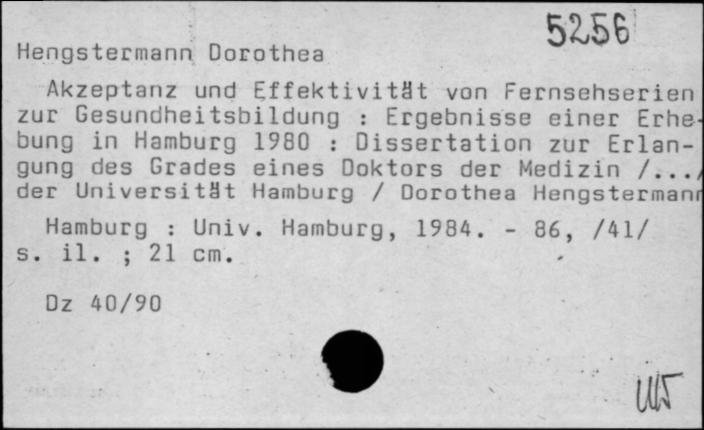 5256
Hengstermann Dorothea
Akzeptanz und Effektivität von Fernsehserien
zur Gesundheitsbildung : Ergebnisse einer Erhe-
bung in Hamburg 1980 : Dissertation zur Erlan-
gung des Grades eines Doktors der Medizin /.../
der Universität Hamburg / Dorothea Hengstermann
Hamburg : Univ. Hamburg, 1984. - 86, /41/
s. il. ; 21 cm.
Dz 40/90